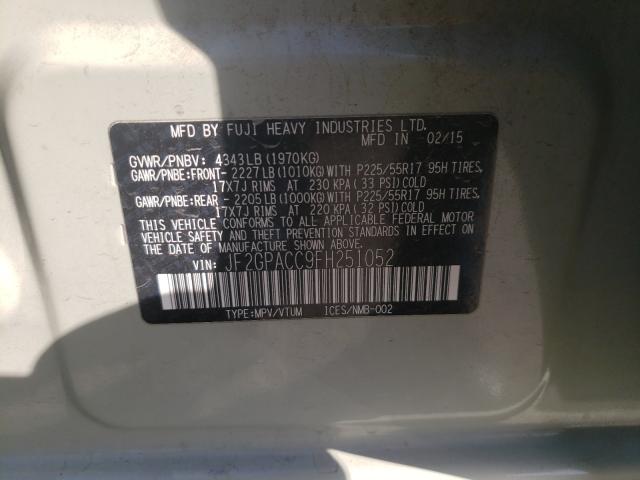 MFD BY FUJI HEAVY INDUSTRIES LTD.
MFD IN 02/15
GVWR/PNBV: 4343LB(1970KG)
GAWR/PNBE:FRONT- 2227LB(1010KG)WITH P225/55R17 95H TIRES,
17X7J RIMS AT 230 KPA( 33 PSI)COLD
GAWR/PNBE:REAR - 2205LB(1000KG)WITH P225/55R17 95H TIRES,
17X7J RIMS AT 220 KPA( 32 PSI)COLD
THIS VEHICLE CONFORMS TO ALL APPLICABLE FEDERAL MOTOR
VEHICLE SAFETY AND THEFT PREVENTION STANDARDS IN EFFECT
ON THE DATE OF MANUFACTURE SHOWN ABOVE.
VIN: JF2GPACC9FH251052
TYPE:MPV/VTUM ICES/NMB-002